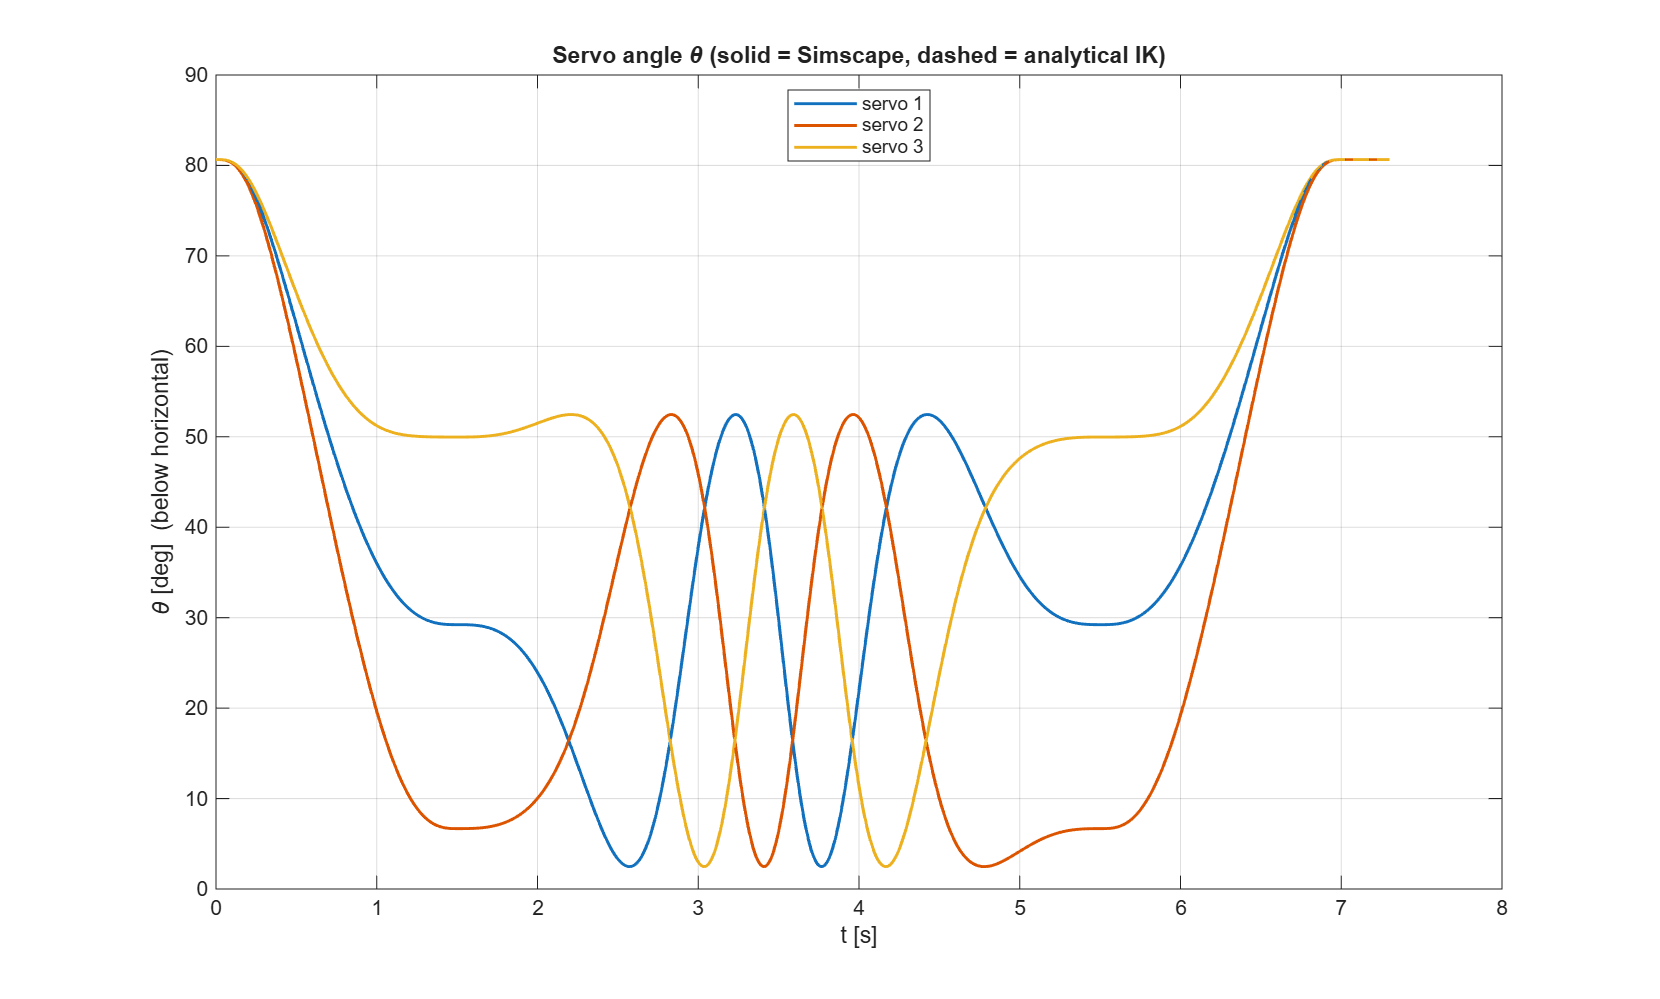 Servo angle θ (solid = Simscape, dashed = analytical IK)
servo 1
servo 2
servo 3
90
80
70
60
50
40
30
20
10
0
θ [deg]  (below horizontal)
0 1 2 3 4 5 6 7 8
t [s]